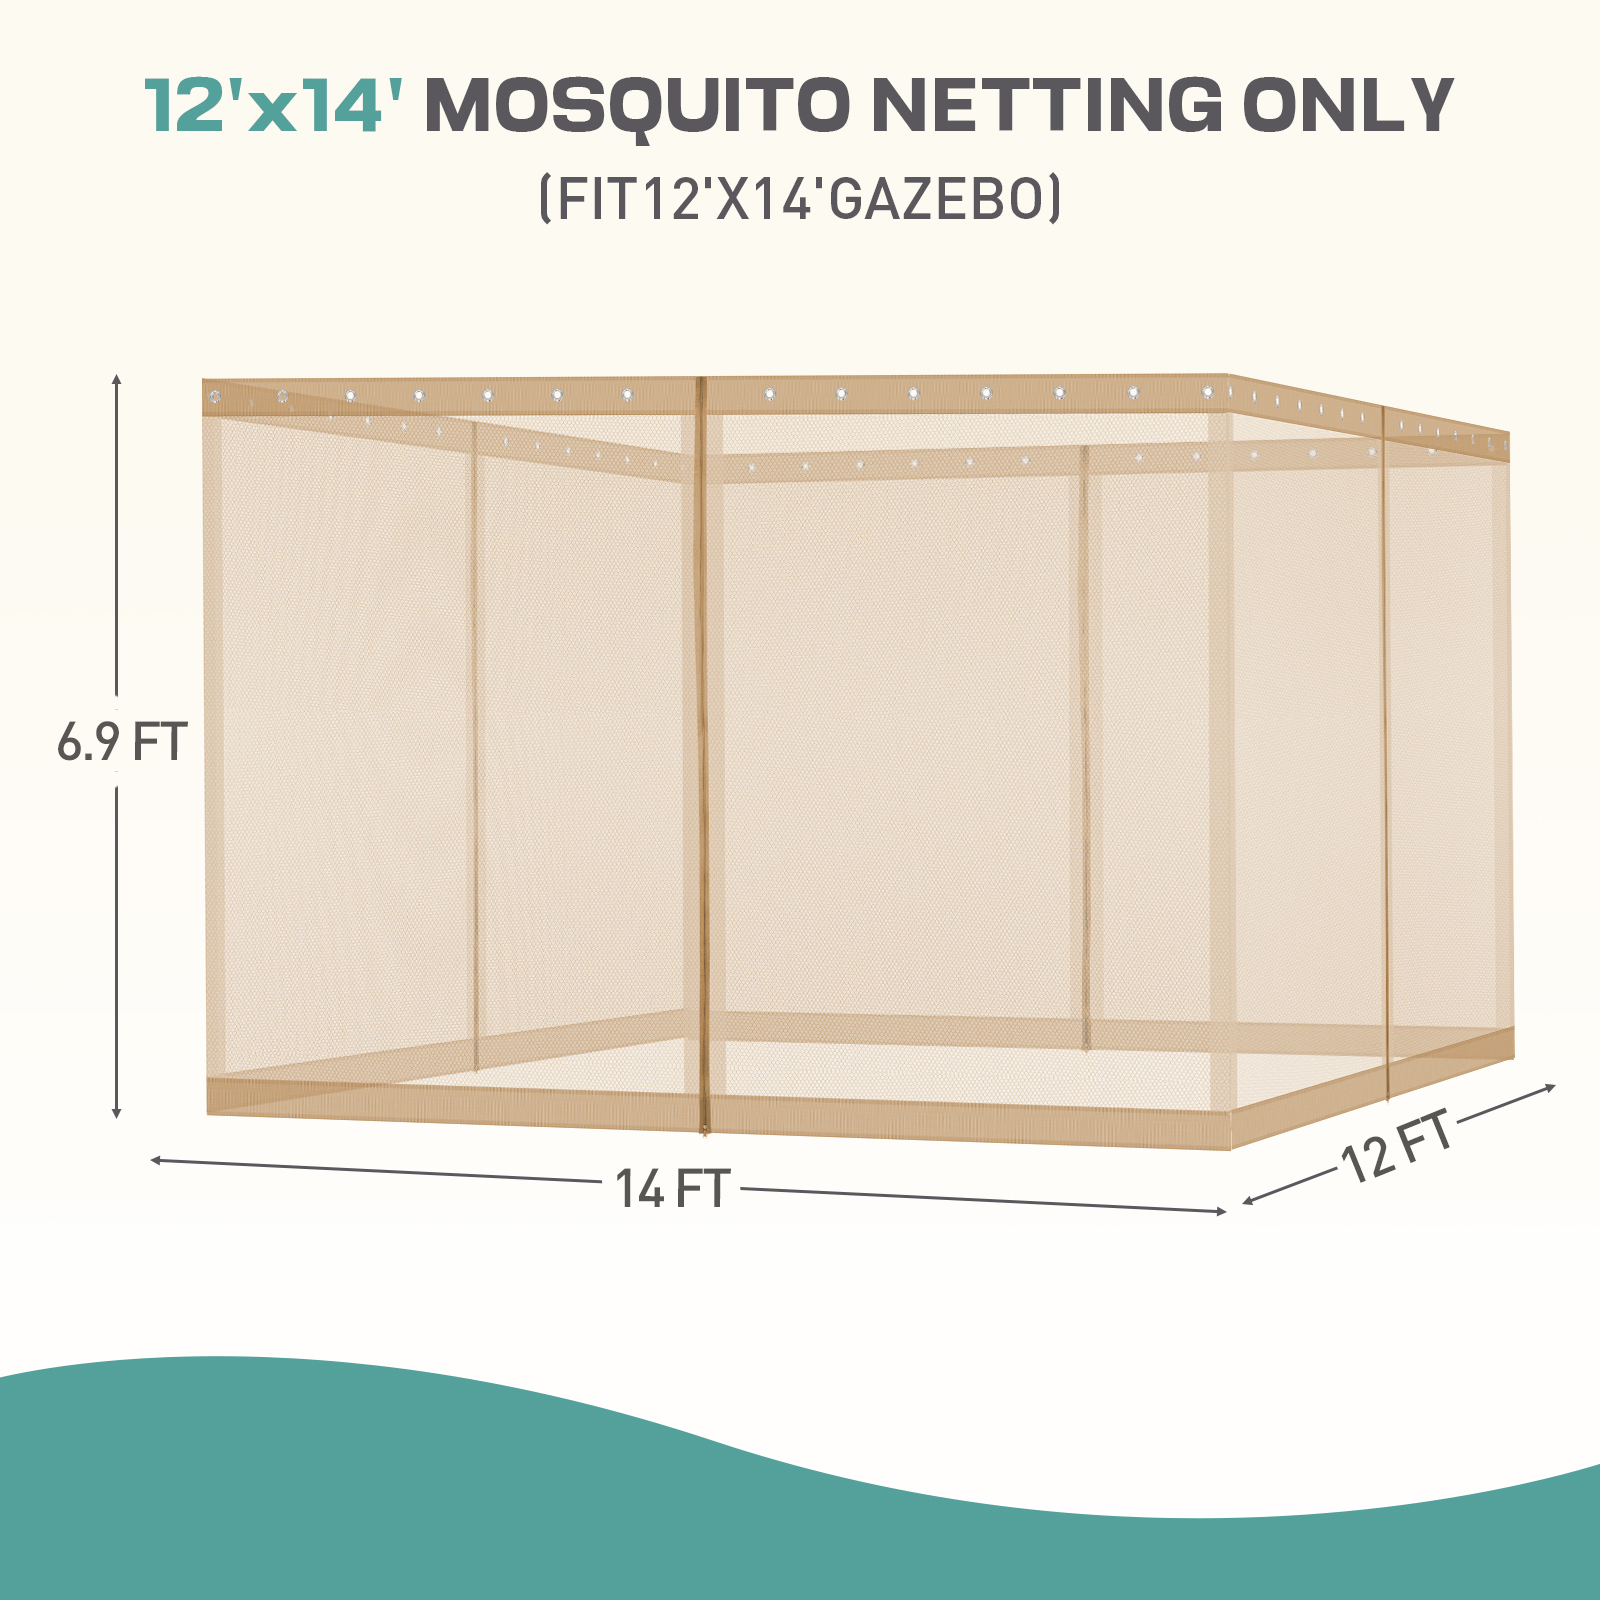 12'x14' MOSQUITO NETTING ONLY
(FIT12'X14'GAZEBO)
6.9 FT
14 FT
12 FT